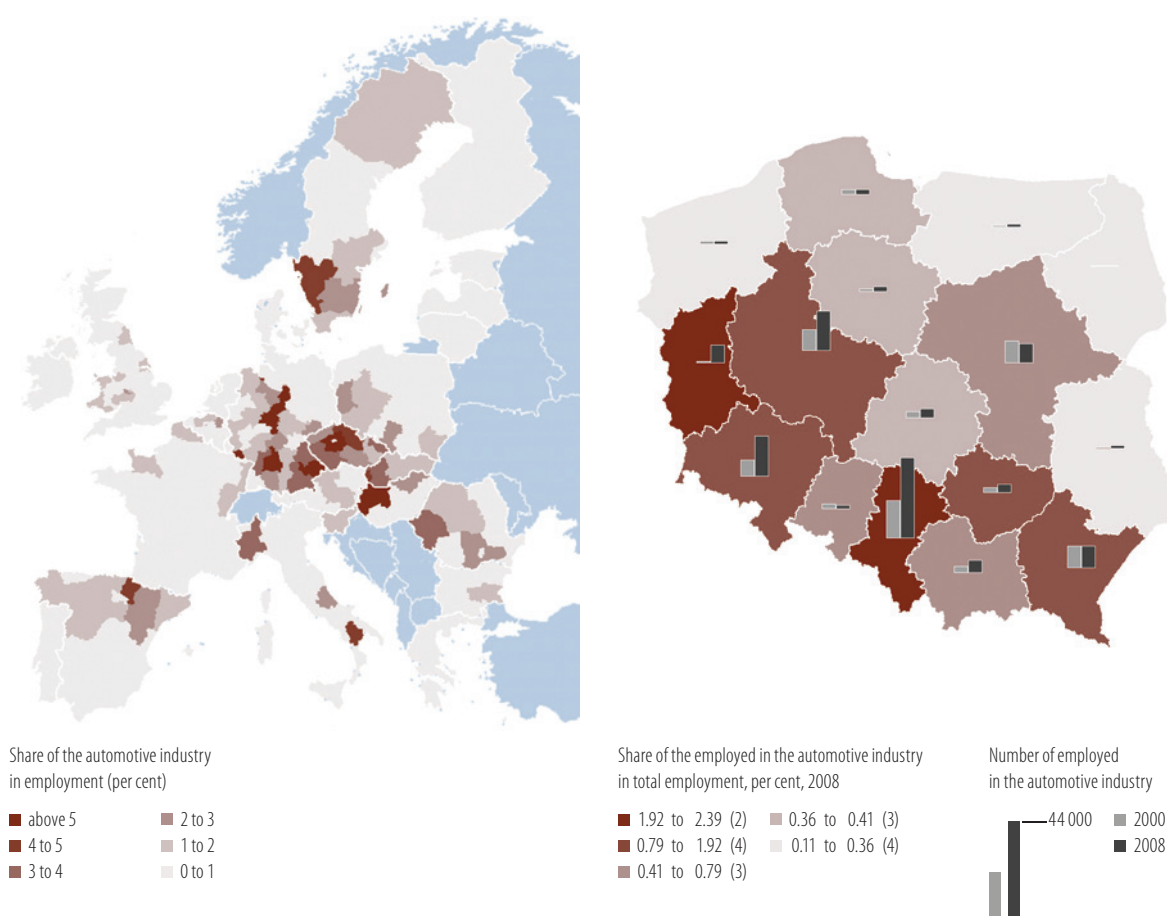 Share of the automotive industry
in employment (per cent)
above 5
4 to 5
3 to 4
2 to 3
1 to 2
0 to 1
Share of the employed in the automotive industry
in total employment, per cent, 2008
1.92 to 2.39 (2)
0.79 to 1.92 (4)
0.41 to 0.79 (3)
0.36 to 0.41 (3)
0.11 to 0.36 (4)
Number of employed
in the automotive industry
44 000
2000
2008